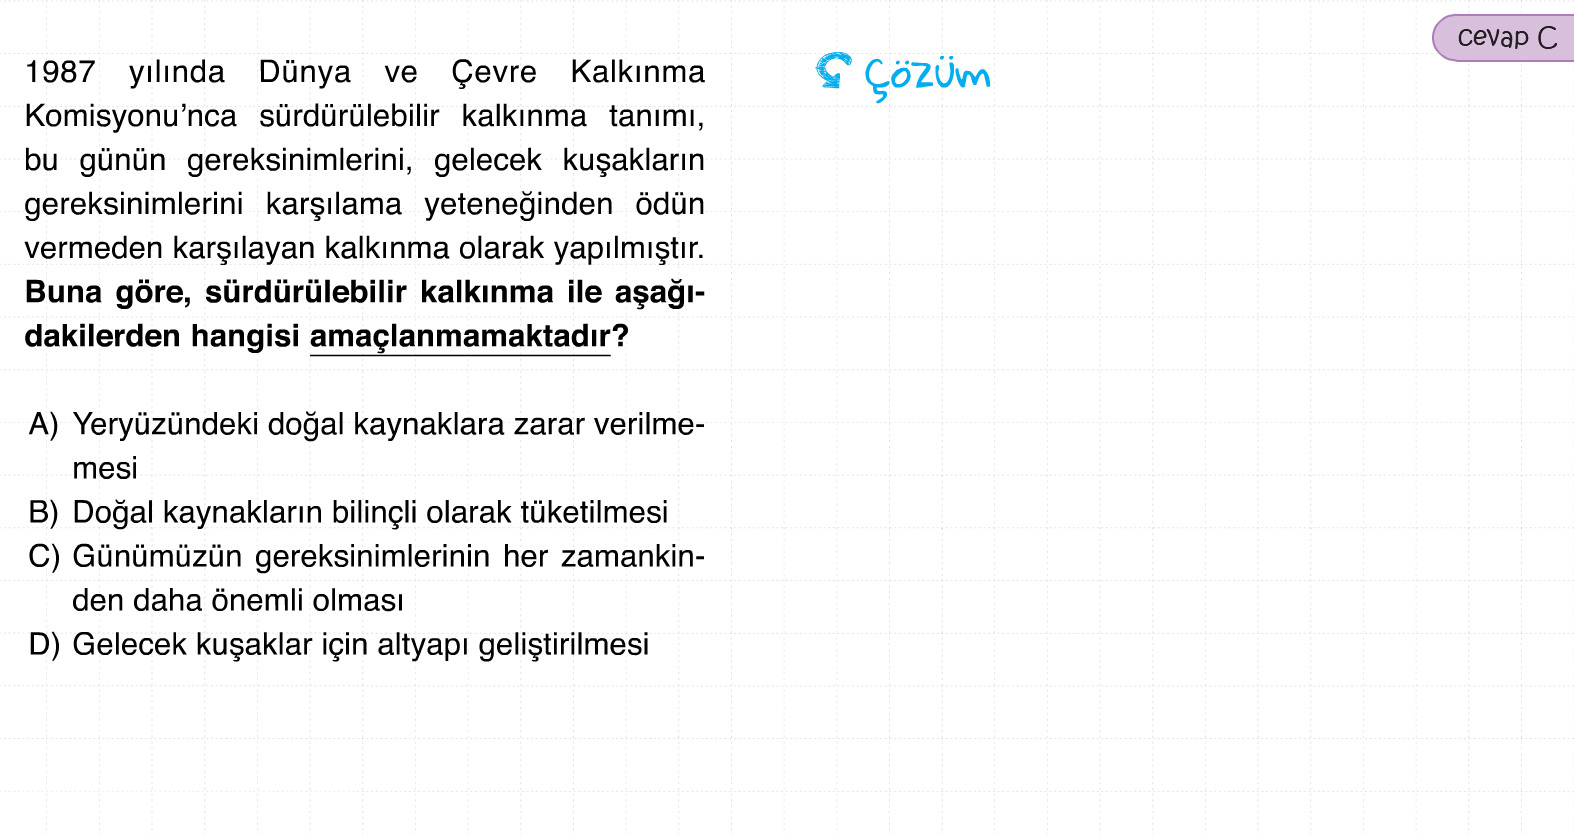 1987 yılında Dünya ve Çevre Kalkınma
Komisyonu’nca sürdürülebilir kalkınma tanımı,
bu günün gereksinimlerini, gelecek kuşakların
gereksinimlerini karşılama yeteneğinden ödün
vermeden karşılayan kalkınma olarak yapılmıştır.
Buna göre, sürdürülebilir kalkınma ile aşağı-
dakilerden hangisi amaçlanmamaktadır?
A) Yeryüzündeki doğal kaynaklara zarar verilme-
mesi
B) Doğal kaynakların bilinçli olarak tüketilmesi
C) Günümüzün gereksinimlerinin her zamankin-
den daha önemli olması
D) Gelecek kuşaklar için altyapı geliştirilmesi
Çözüm
cevap C